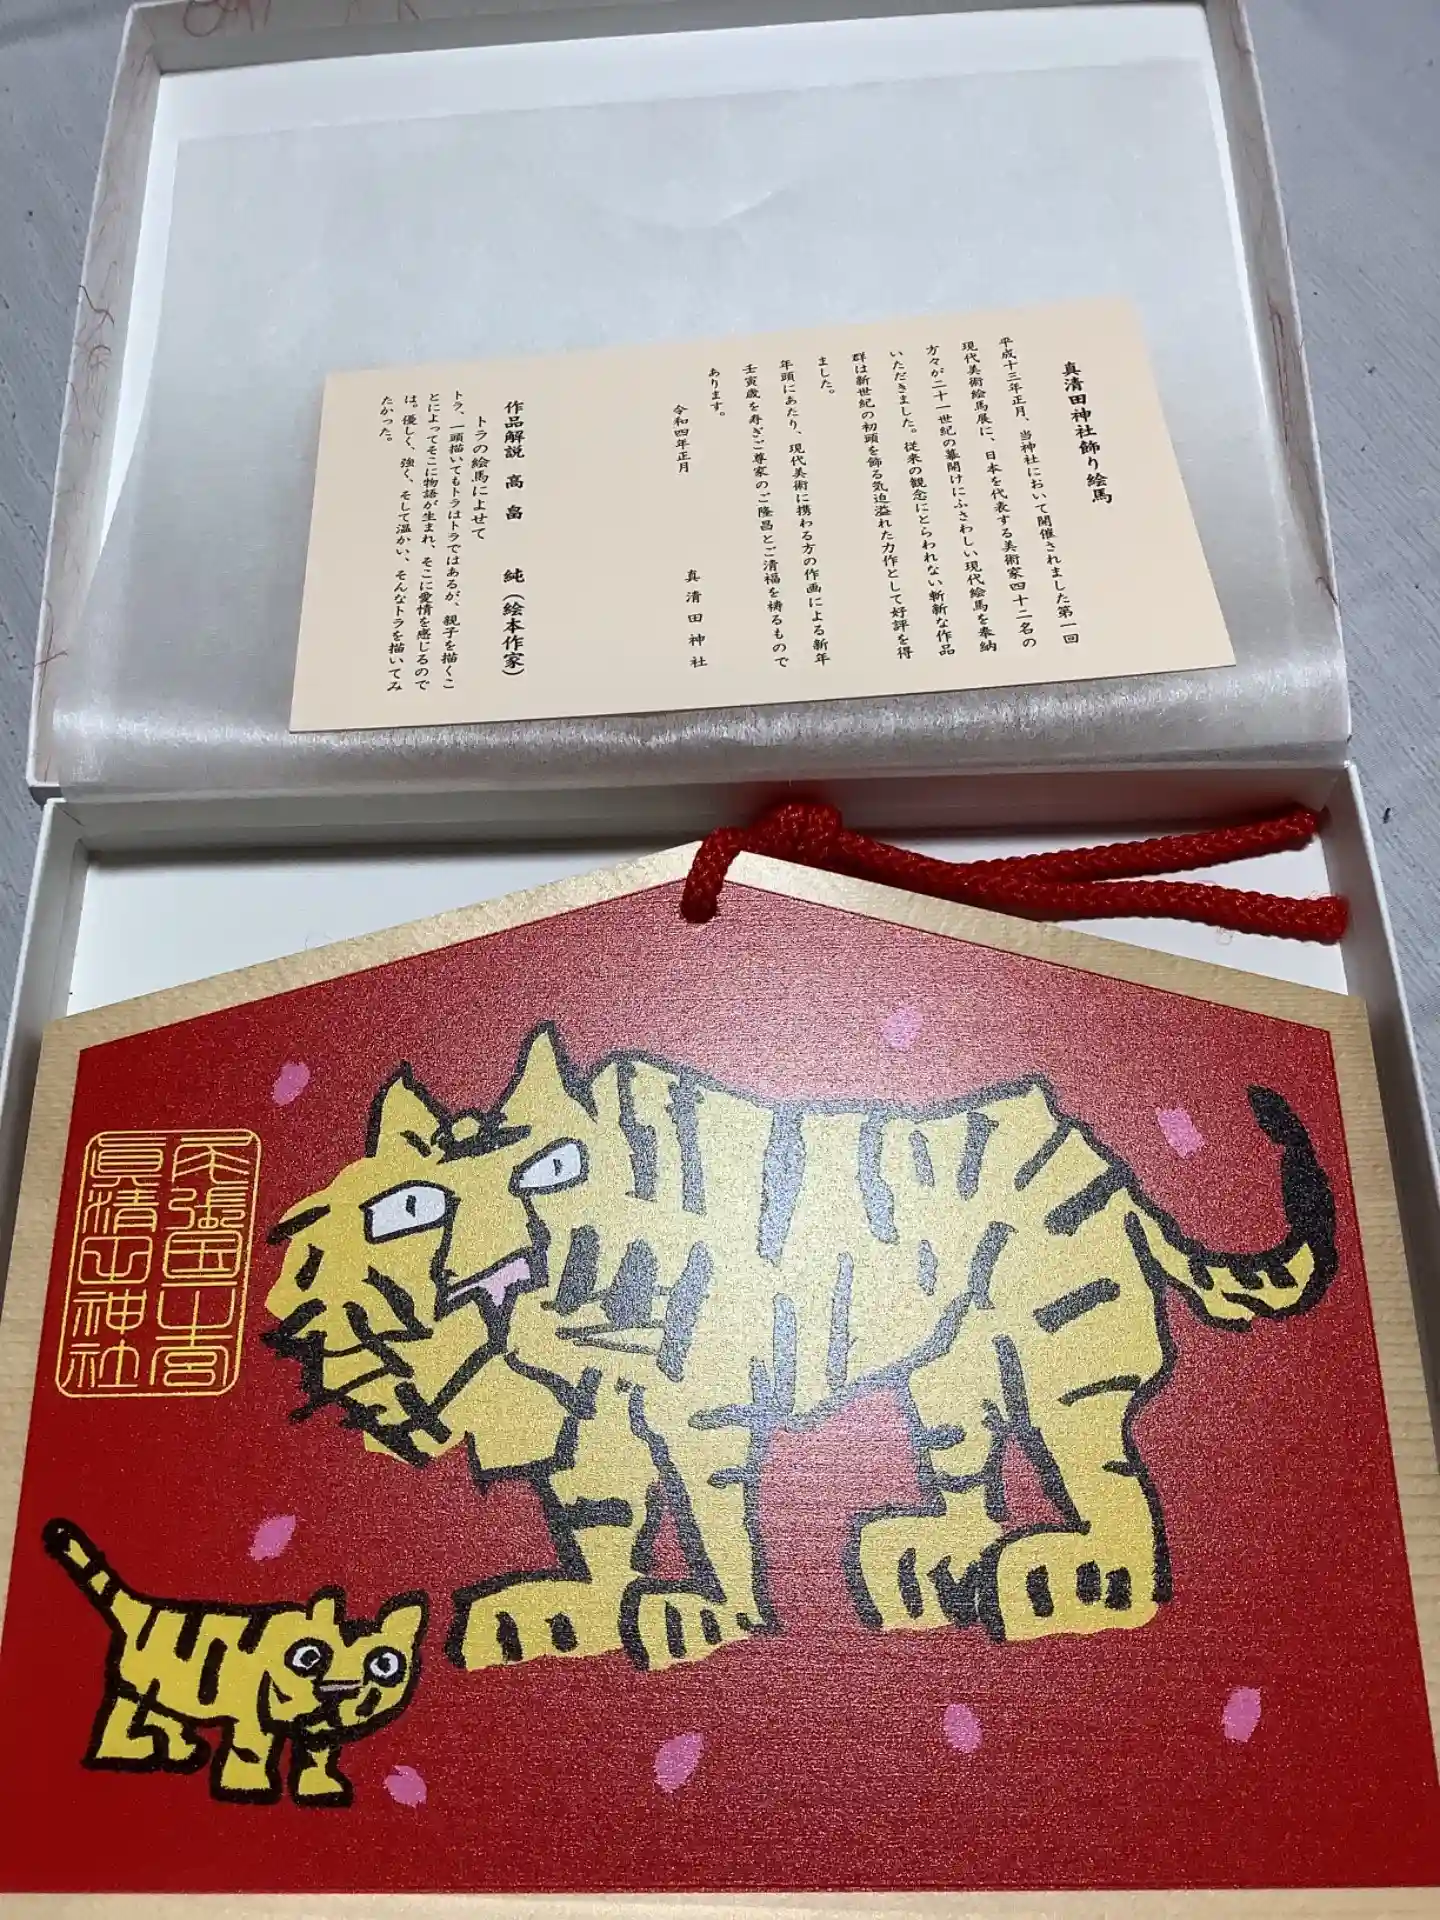 真清田神社飾り絵馬
平成十三年正月、当神社において開催されました第一回
現代美術絵馬展に、日本を代表する美術家四十二名の
方々が二十一世紀の幕開けにふさわしい現代絵馬を奉納
いただきました。従来の観念にとらわれない斬新な作品
群は新世紀の初頭を飾る気迫溢れた力作として好評を得
ました。
年頭にあたり、現代美術に携わる方の作画による新年
壬寅歳を寿ぎご尊家のご隆昌とご清福を祷るもので
あります。
令和四年正月
真清田神社
作品解説 高畠 純（絵本作家）
トラの絵馬によせて
トラ、一頭描いてもトラはトラではあるが、親子を描くこ
とによってそこに物語が生まれ、そこに愛情を感じるので
は。優しく、強く、そして温かい、そんなトラを描いてみ
たかった。
尾張國一宮
真清田神社